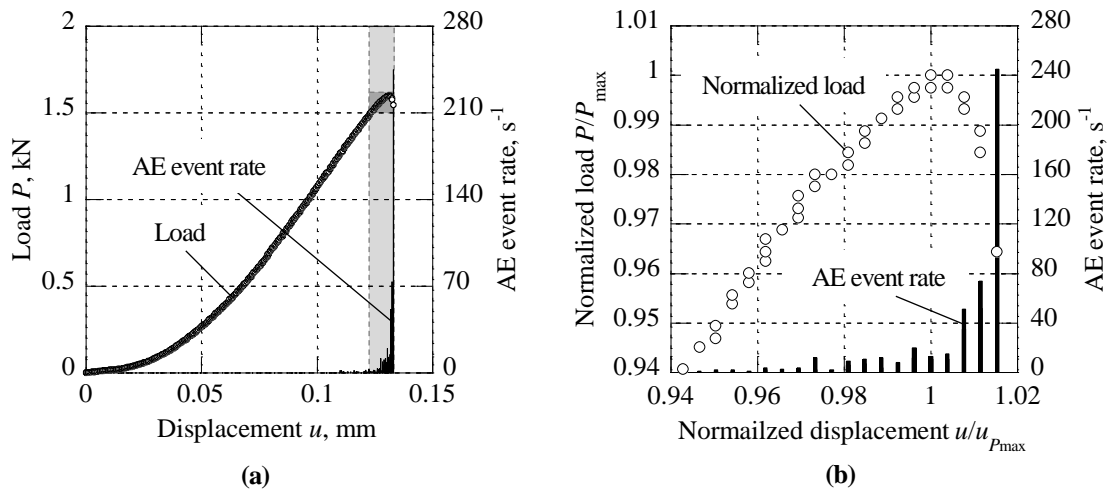 (a)
2
1.5
1
0.5
0
Load P, kN
280
210
140
70
0
AE event rate, s-1
AE event rate
Load
0
0.05
0.1
0.15
Displacement u, mm
(a)
(b)
1.01
1
0.99
0.98
0.97
0.96
0.95
0.94
Normalized load P/Pmax
280
240
200
160
120
80
40
0
AE event rate, s-1
Normalized load
AE event rate
0.94
0.96
0.98
1
1.02
Normailzed displacement u/uPmax
(b)